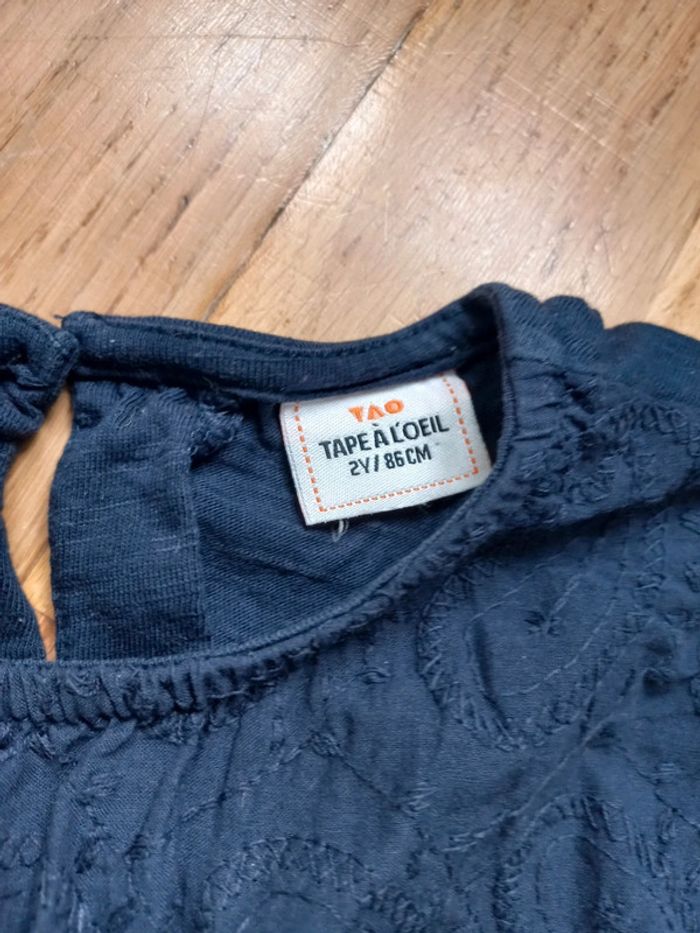 TAO
TAPE À L'OEIL
2Y/86CM